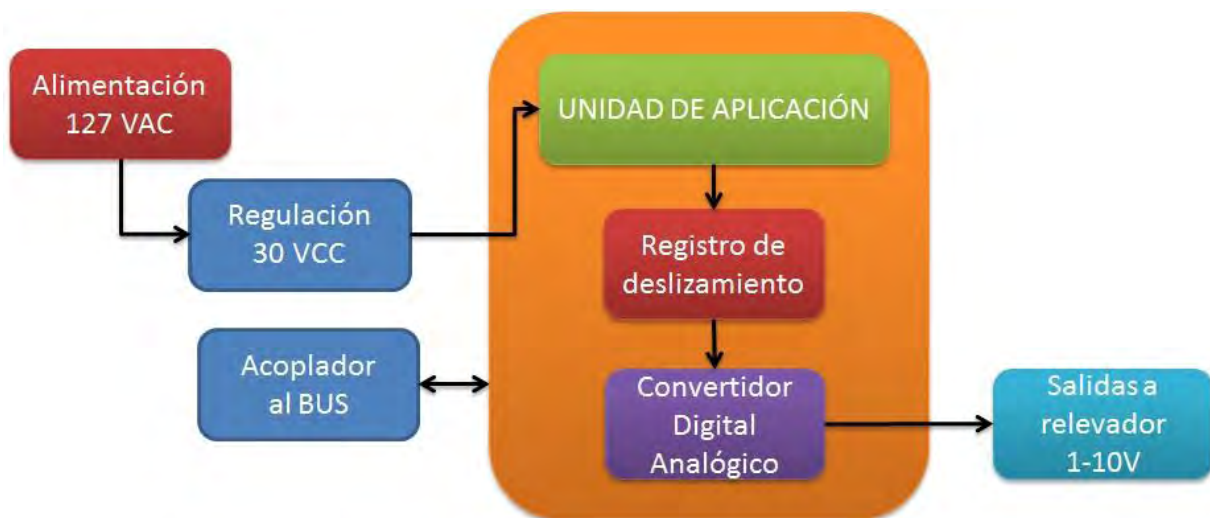 Alimentación
127 VAC
UNIDAD DE APLICACIÓN
Regulación
30 VCC
Registro de
deslizamiento
Acoplador
al BUS
Convertidor
Digital
Analógico
Salidas a
relevador
1-10V